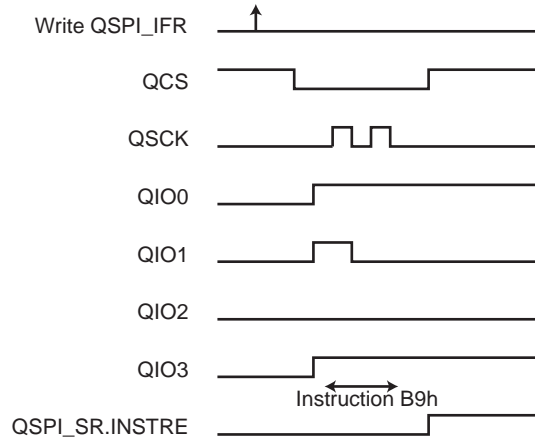 Write QSPI_IFR
QCS
QSCK
QIO0
QIO1
QIO2
QIO3
Instruction B9h
QSPI_SR.INSTRE